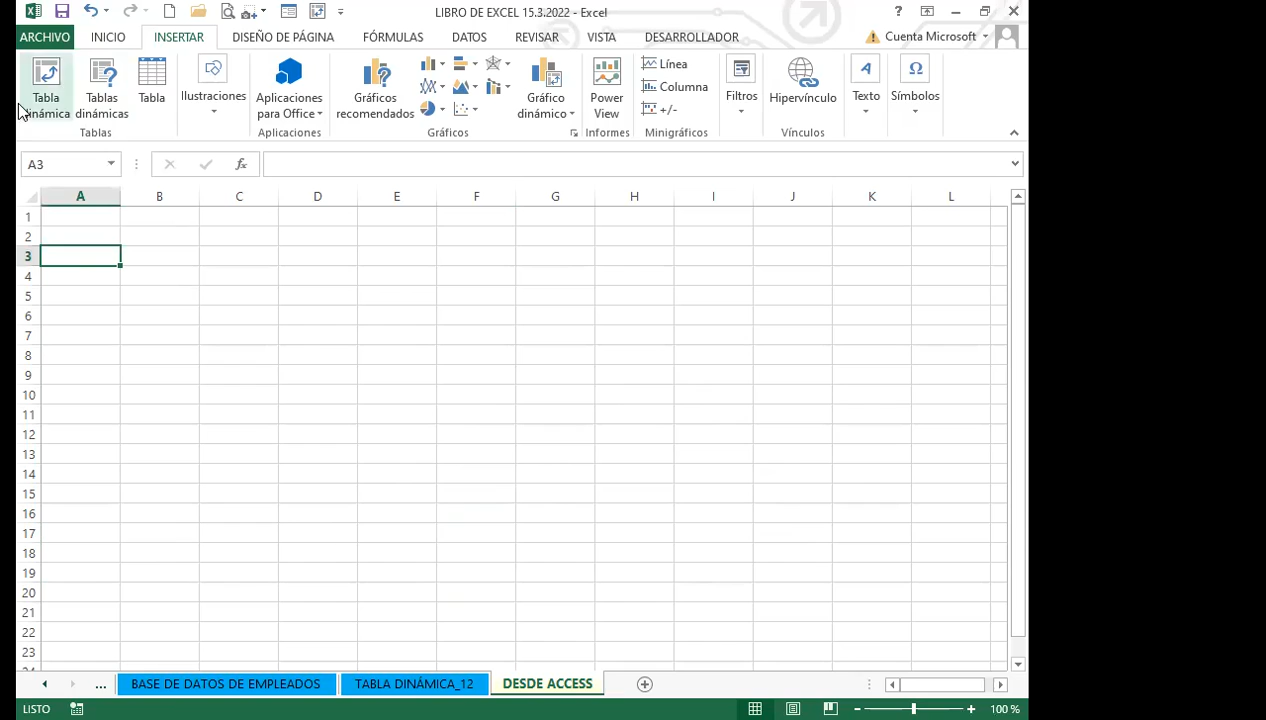 LIBRO DE EXCEL 15.3.2022 - Excel
?
ARCHIVO INICIO INSERTAR DISEÑO DE PÁGINA FÓRMULAS DATOS REVISAR VISTA DESARROLLADOR Cuenta Microsoft
Tabla dinámica
Tablas dinámicas
Tabla
Ilustraciones
Aplicaciones para Office
Gráficos recomendados
Gráfico dinámico
Power View
Línea
Columna
+/-
Filtros
Hipervínculo
Texto
Símbolos
Tablas Aplicaciones Gráficos Informes Minigráficos Vínculos
A3 fx
A B C D E F G H I J K L
1
2
3
4
5
6
7
8
9
10
11
12
13
14
15
16
17
18
19
20
21
22
23
24
... BASE DE DATOS DE EMPLEADOS TABLA DINÁMICA_12 DESDE ACCESS
LISTO 100 %